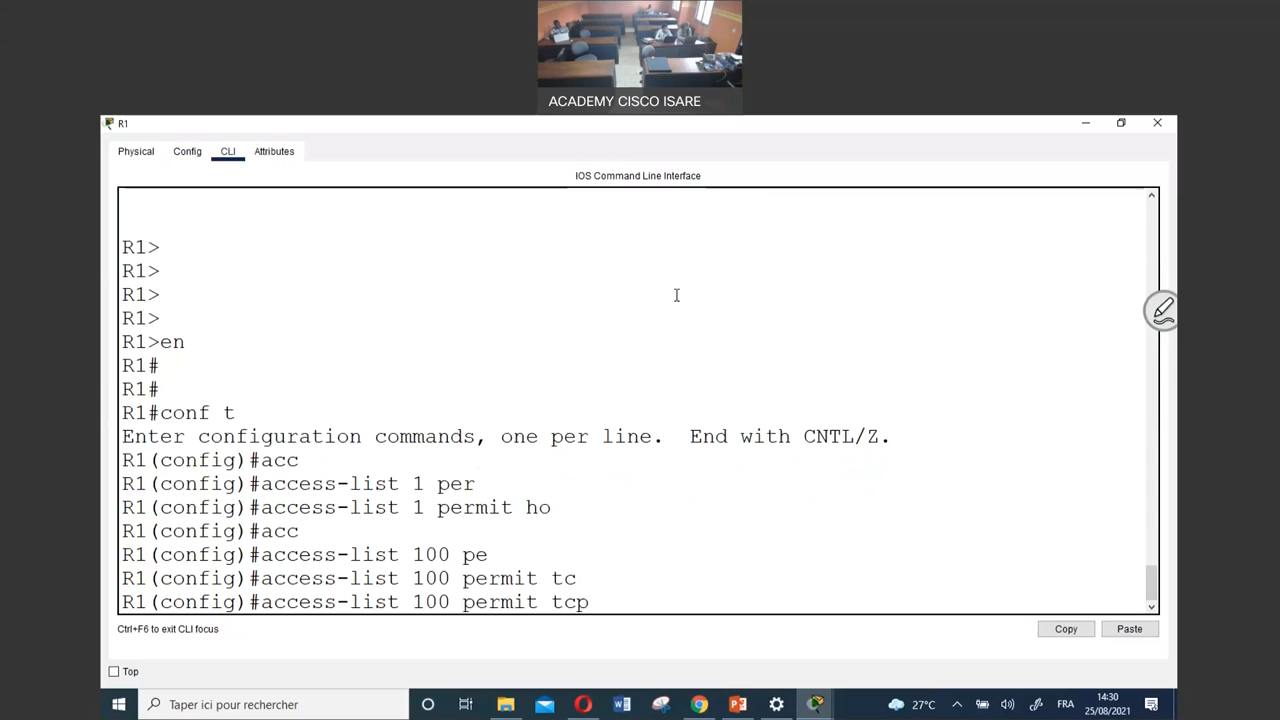 ACADEMY CISCO ISARE
R1
Physical
Config
CLI
Attributes
IOS Command Line Interface
R1>
R1>
R1>
R1>
R1>en
R1#
R1#
R1#conf t
Enter configuration commands, one per line.  End with CNTL/Z.
R1(config)#acc
R1(config)#access-list 1 per
R1(config)#access-list 1 permit ho
R1(config)#acc
R1(config)#access-list 100 pe
R1(config)#access-list 100 permit tc
R1(config)#access-list 100 permit tcp
Ctrl+F6 to exit CLI focus
Copy
Paste
Top
Taper ici pour rechercher
27°C
FRA
14:30
25/08/2021